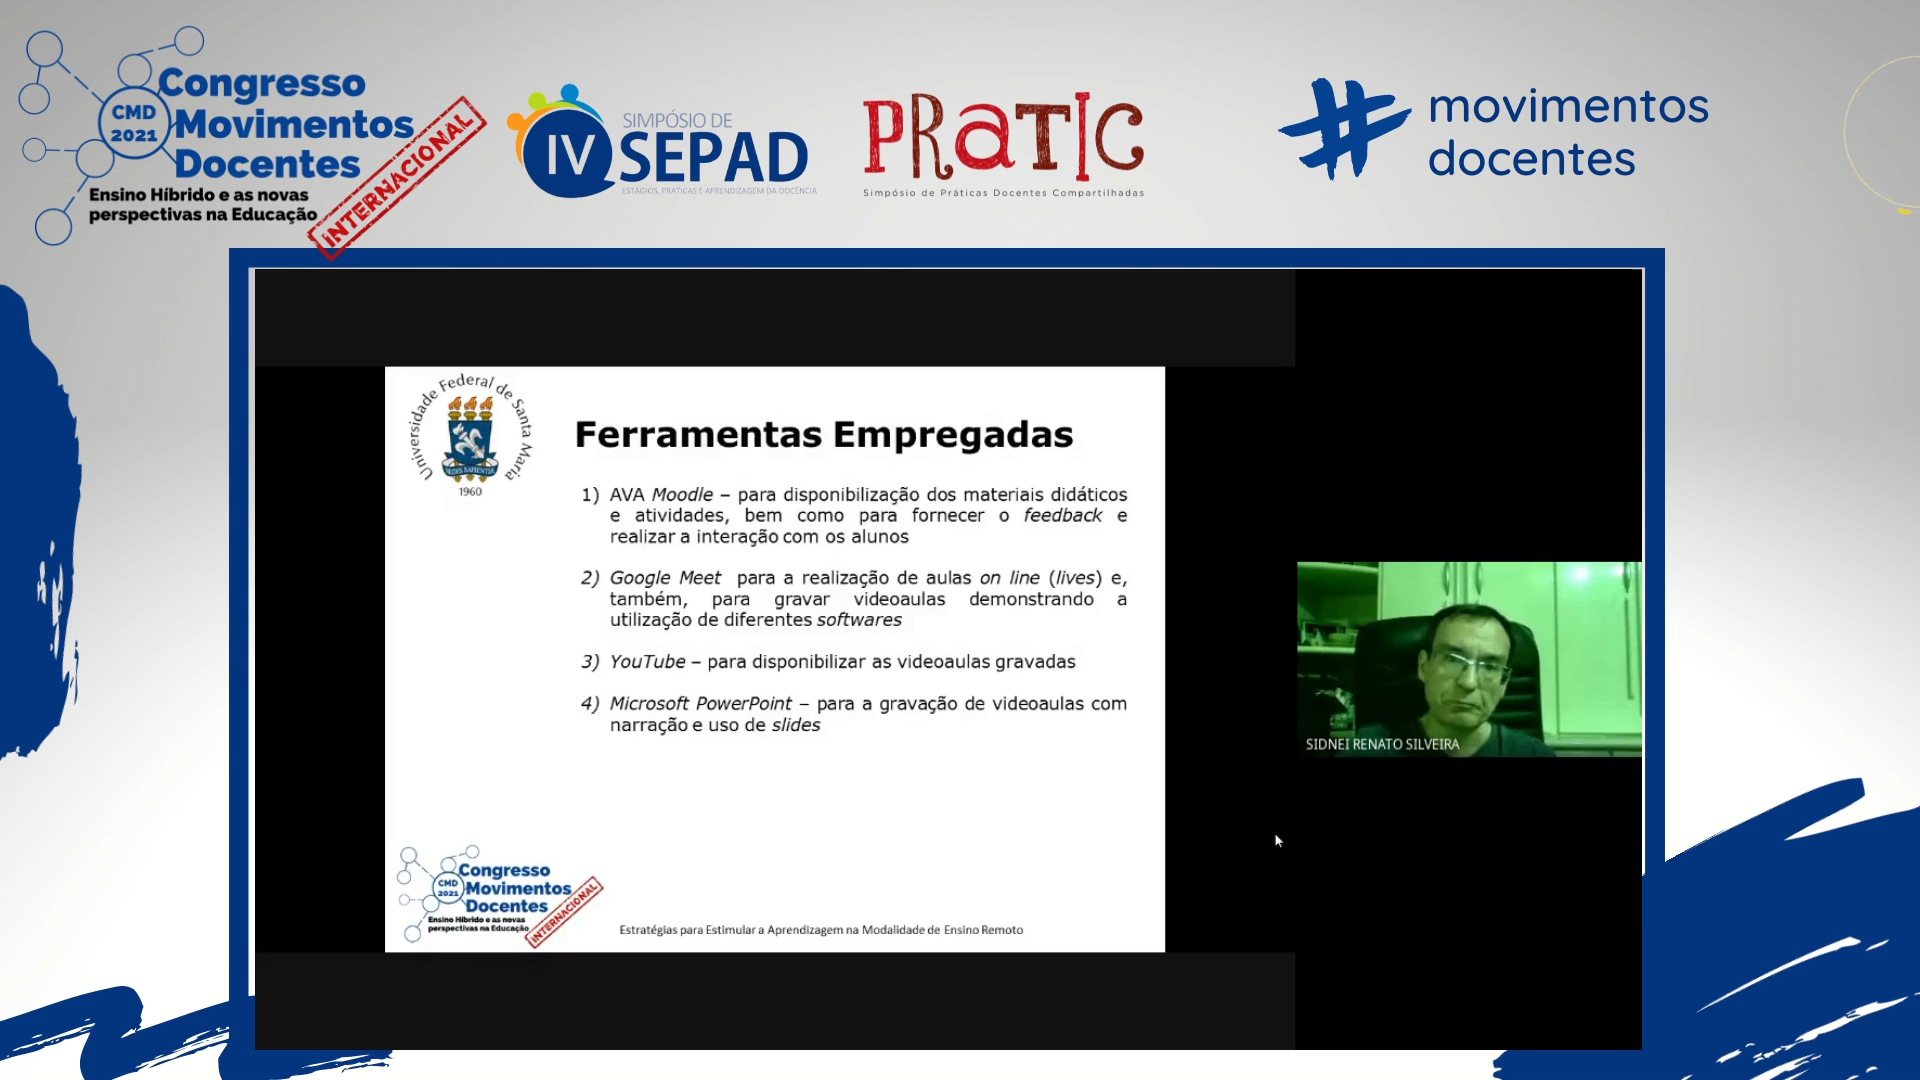 CMD
2021
Congresso
Movimentos
Docentes
Ensino Híbrido e as novas
perspectivas na Educação
INTERNACIONAL
IV
SIMPÓSIO DE
SEPAD
ESTÁGIOS, PRÁTICAS E APRENDIZAGEM DA DOCÊNCIA
PRATIC
Simpósio de Práticas Docentes Compartilhadas
# movimentos
docentes
Universidade Federal de Santa Maria
SEDES SAPIENTIAE
1960
Ferramentas Empregadas
1) AVA Moodle – para disponibilização dos materiais didáticos
e atividades, bem como para fornecer o feedback e
realizar a interação com os alunos
2) Google Meet para a realização de aulas on line (lives) e,
também, para gravar videoaulas demonstrando a
utilização de diferentes softwares
3) YouTube – para disponibilizar as videoaulas gravadas
4) Microsoft PowerPoint – para a gravação de videoaulas com
narração e uso de slides
SIDNEI RENATO SILVEIRA
CMD
2021
Congresso
Movimentos
Docentes
Ensino Híbrido e as novas
perspectivas na Educação
INTERNACIONAL
Estratégias para Estimular a Aprendizagem na Modalidade de Ensino Remoto